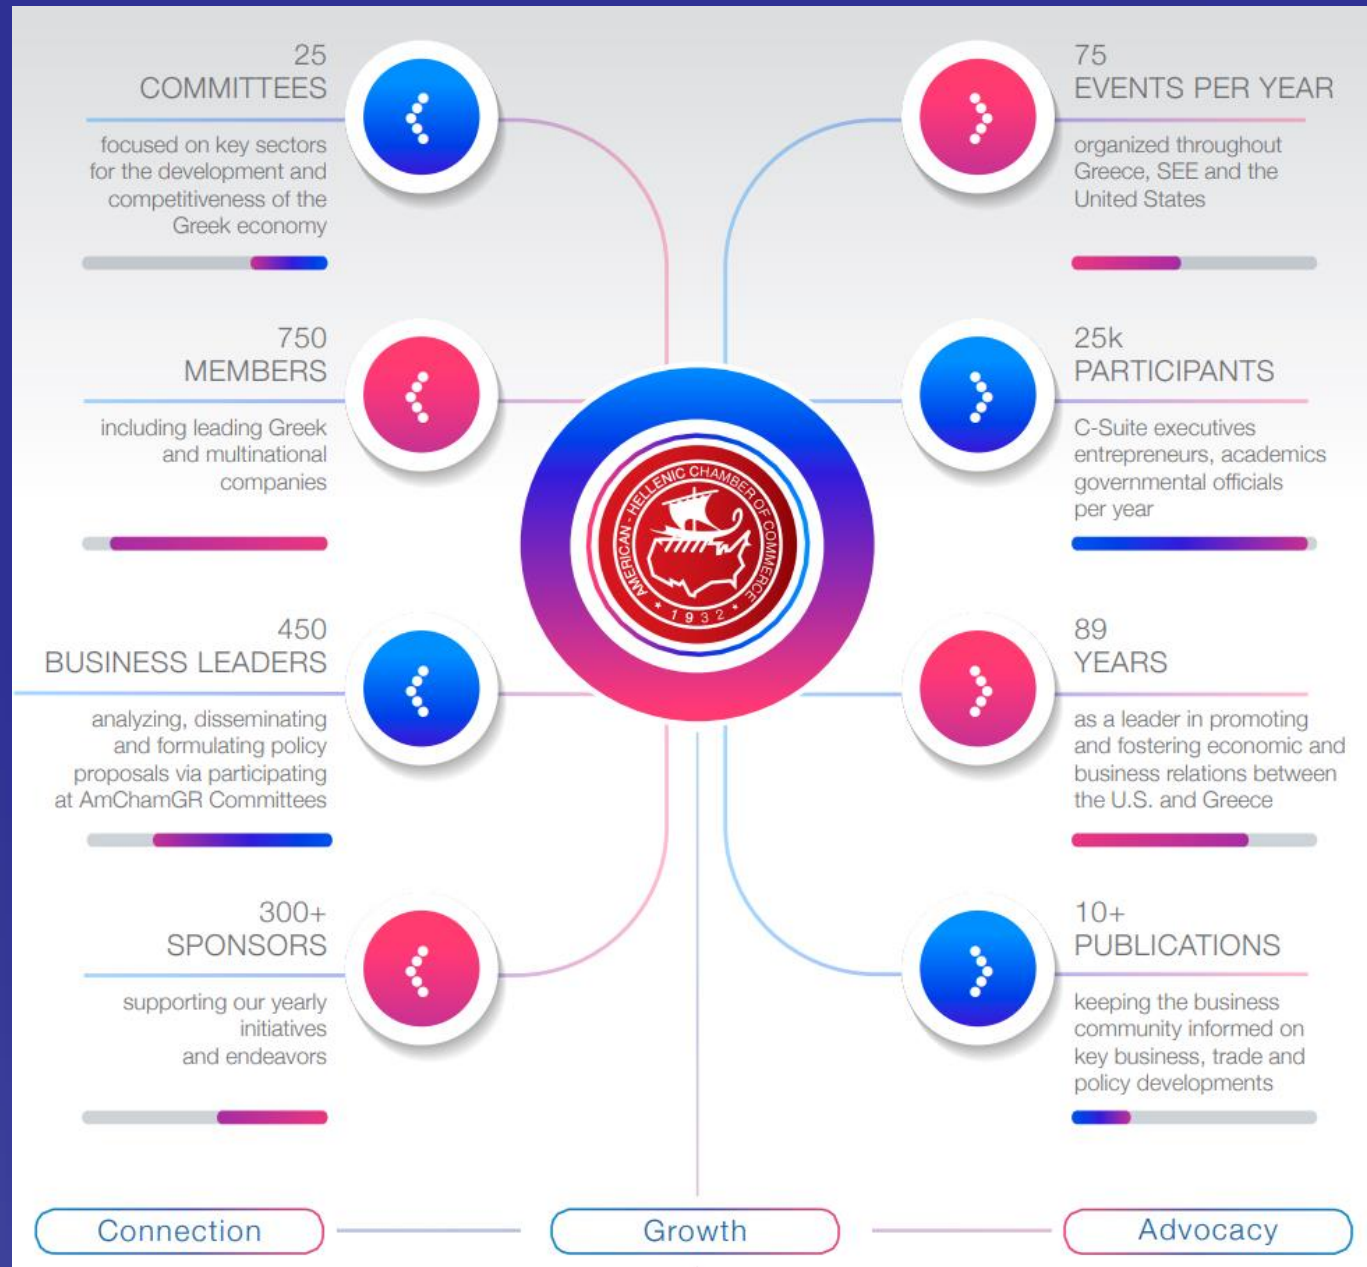 25
COMMITTEES
focused on key sectors
for the development and
competitiveness of the
Greek economy
750
MEMBERS
including leading Greek
and multinational
companies
450
BUSINESS LEADERS
analyzing, disseminating
and formulating policy
proposals via participating
at AmChamGR Committees
300+
SPONSORS
supporting our yearly
initiatives
and endeavors
AMERICAN - HELLENIC CHAMBER OF COMMERCE
* 1932 *
75
EVENTS PER YEAR
organized throughout
Greece, SEE and the
United States
25k
PARTICIPANTS
C-Suite executives
entrepreneurs, academics
governmental officials
per year
89
YEARS
as a leader in promoting
and fostering economic and
business relations between
the U.S. and Greece
10+
PUBLICATIONS
keeping the business
community informed on
key business, trade and
policy developments
Connection
Growth
Advocacy